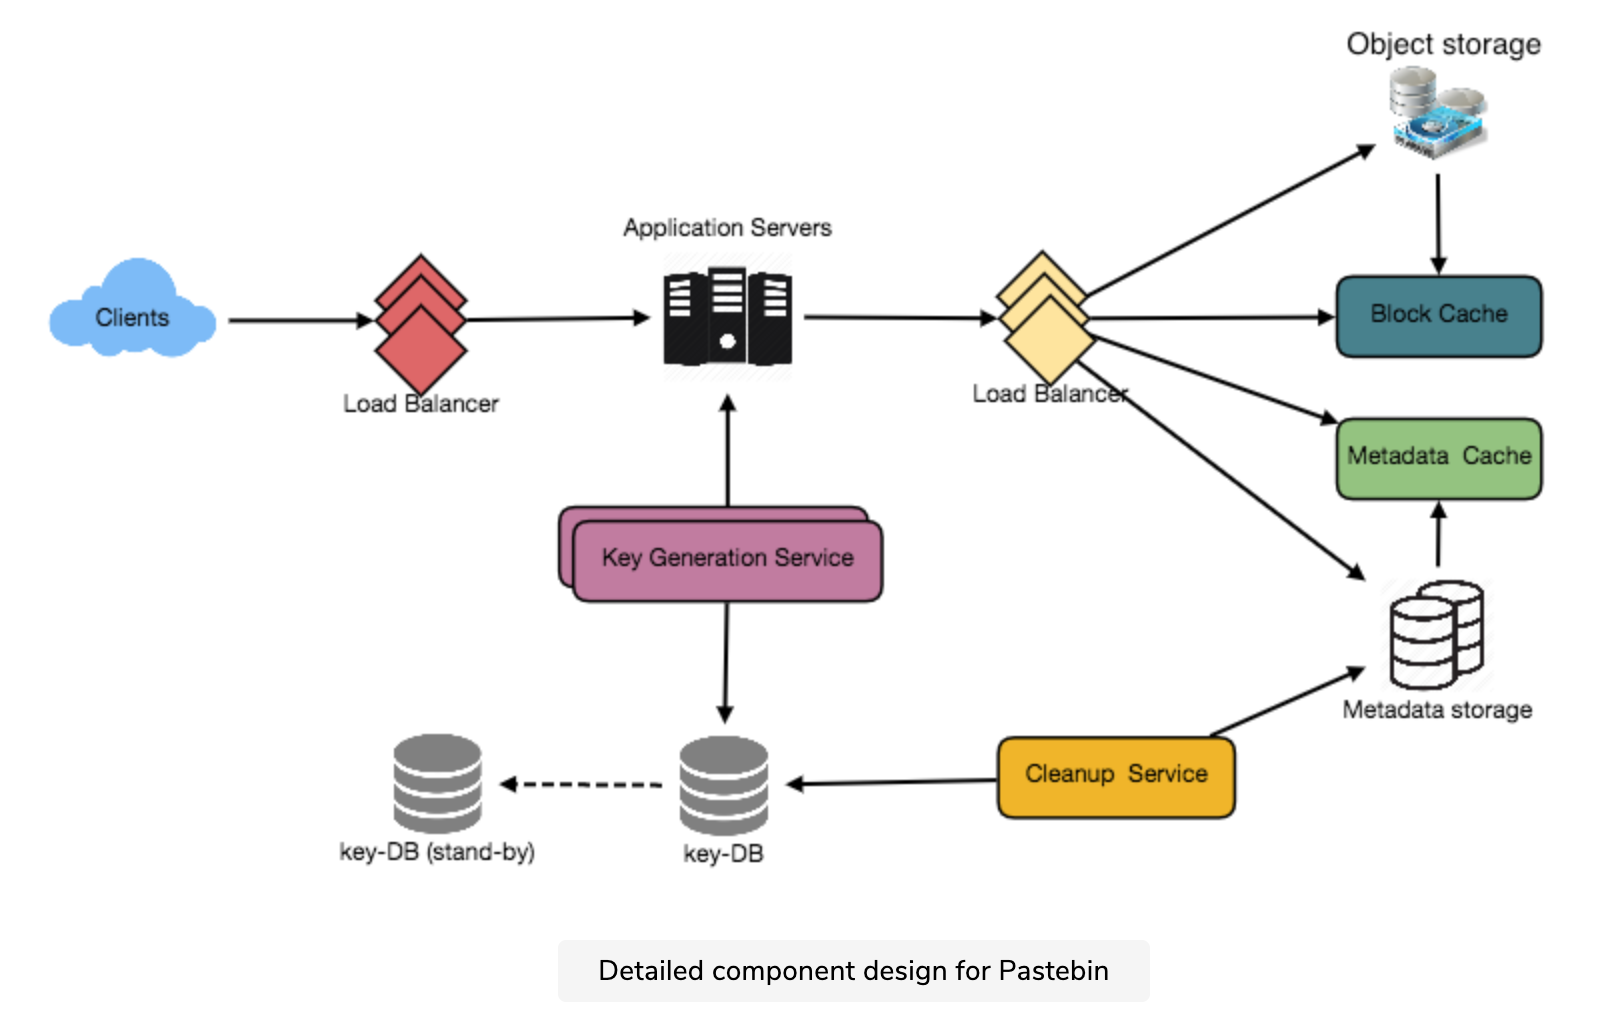 Object storage
Application Servers
Clients
Block Cache
Load Balancer
Load Balancer
Metadata  Cache
Key Generation Service
Metadata storage
Cleanup  Service
key-DB (stand-by)
key-DB
Detailed component design for Pastebin